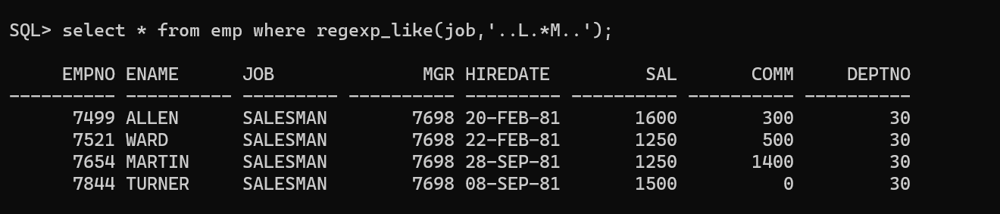 SQL> select * from emp where regexp_like(job,'..L.*M..');
     EMPNO ENAME      JOB              MGR HIREDATE         SAL       COMM     DEPTNO
---------- ---------- --------- ---------- --------- ---------- ---------- ----------
      7499 ALLEN      SALESMAN        7698 20-FEB-81       1600        300         30
      7521 WARD       SALESMAN        7698 22-FEB-81       1250        500         30
      7654 MARTIN     SALESMAN        7698 28-SEP-81       1250       1400         30
      7844 TURNER     SALESMAN        7698 08-SEP-81       1500          0         30